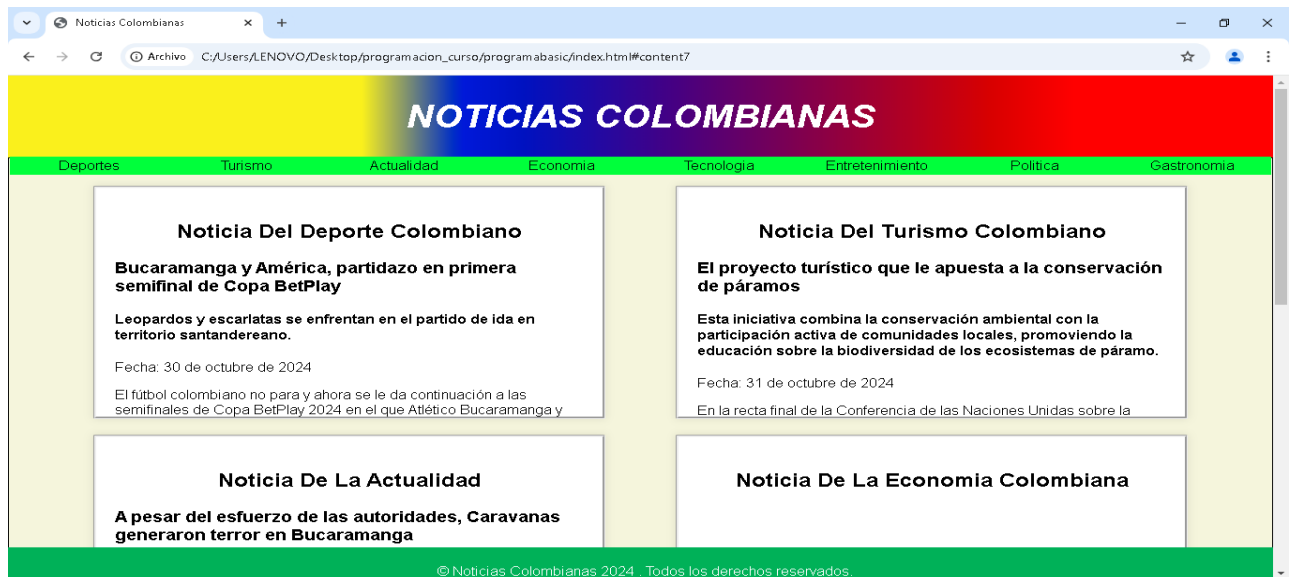 Noticias Colombianas
Archivo C:/Users/LENOVO/Desktop/programacion_curso/programabasic/index.html#content7
NOTICIAS COLOMBIANAS
Deportes Turismo Actualidad Economia Tecnologia Entretenimiento Politica Gastronomia
Noticia Del Deporte Colombiano
Bucaramanga y América, partidazo en primera
semifinal de Copa BetPlay
Leopardos y escarlatas se enfrentan en el partido de ida en
territorio santandereano.
Fecha: 30 de octubre de 2024
El fútbol colombiano no para y ahora se le da continuación a las
semifinales de Copa BetPlay 2024 en el que Atlético Bucaramanga y
Noticia Del Turismo Colombiano
El proyecto turístico que le apuesta a la conservación
de páramos
Esta iniciativa combina la conservación ambiental con la
participación activa de comunidades locales, promoviendo la
educación sobre la biodiversidad de los ecosistemas de páramo.
Fecha: 31 de octubre de 2024
En la recta final de la Conferencia de las Naciones Unidas sobre la
Noticia De La Actualidad
A pesar del esfuerzo de las autoridades, Caravanas
generaron terror en Bucaramanga
Noticia De La Economia Colombiana
© Noticias Colombianas 2024 . Todos los derechos reservados.